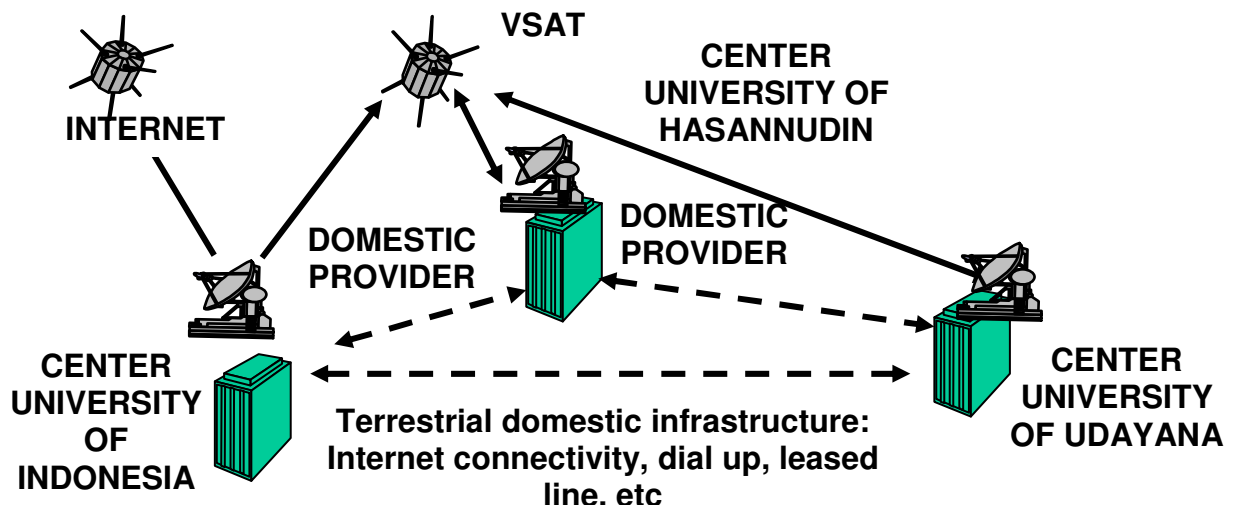 VSAT
INTERNET
CENTER
UNIVERSITY OF
HASANNUDIN
DOMESTIC
PROVIDER
DOMESTIC
PROVIDER
CENTER
UNIVERSITY
OF
INDONESIA
Terrestrial domestic infrastructure:
Internet connectivity, dial up, leased
line, etc
CENTER
UNIVERSITY
OF UDAYANA